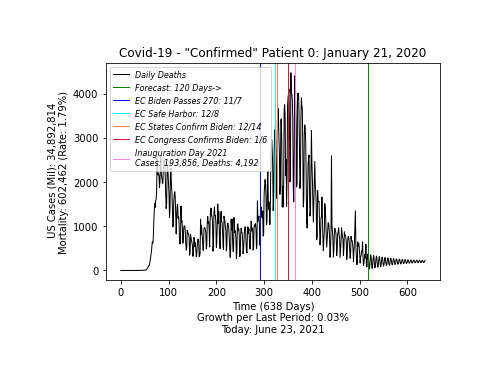 Covid-19 - "Confirmed" Patient 0: January 21, 2020
Daily Deaths
Forecast: 120 Days->
EC Biden Passes 270: 11/7
EC Safe Harbor: 12/8
EC States Confirm Biden: 12/14
EC Congress Confirms Biden: 1/6
Inauguration Day 2021
Cases: 193,856, Deaths: 4,192
US Cases (Mil): 34,892,814
Mortality: 602,462 (Rate: 1.79%)
4000
3000
2000
1000
0
0 100 200 300 400 500 600
Time (638 Days)
Growth per Last Period: 0.03%
Today: June 23, 2021